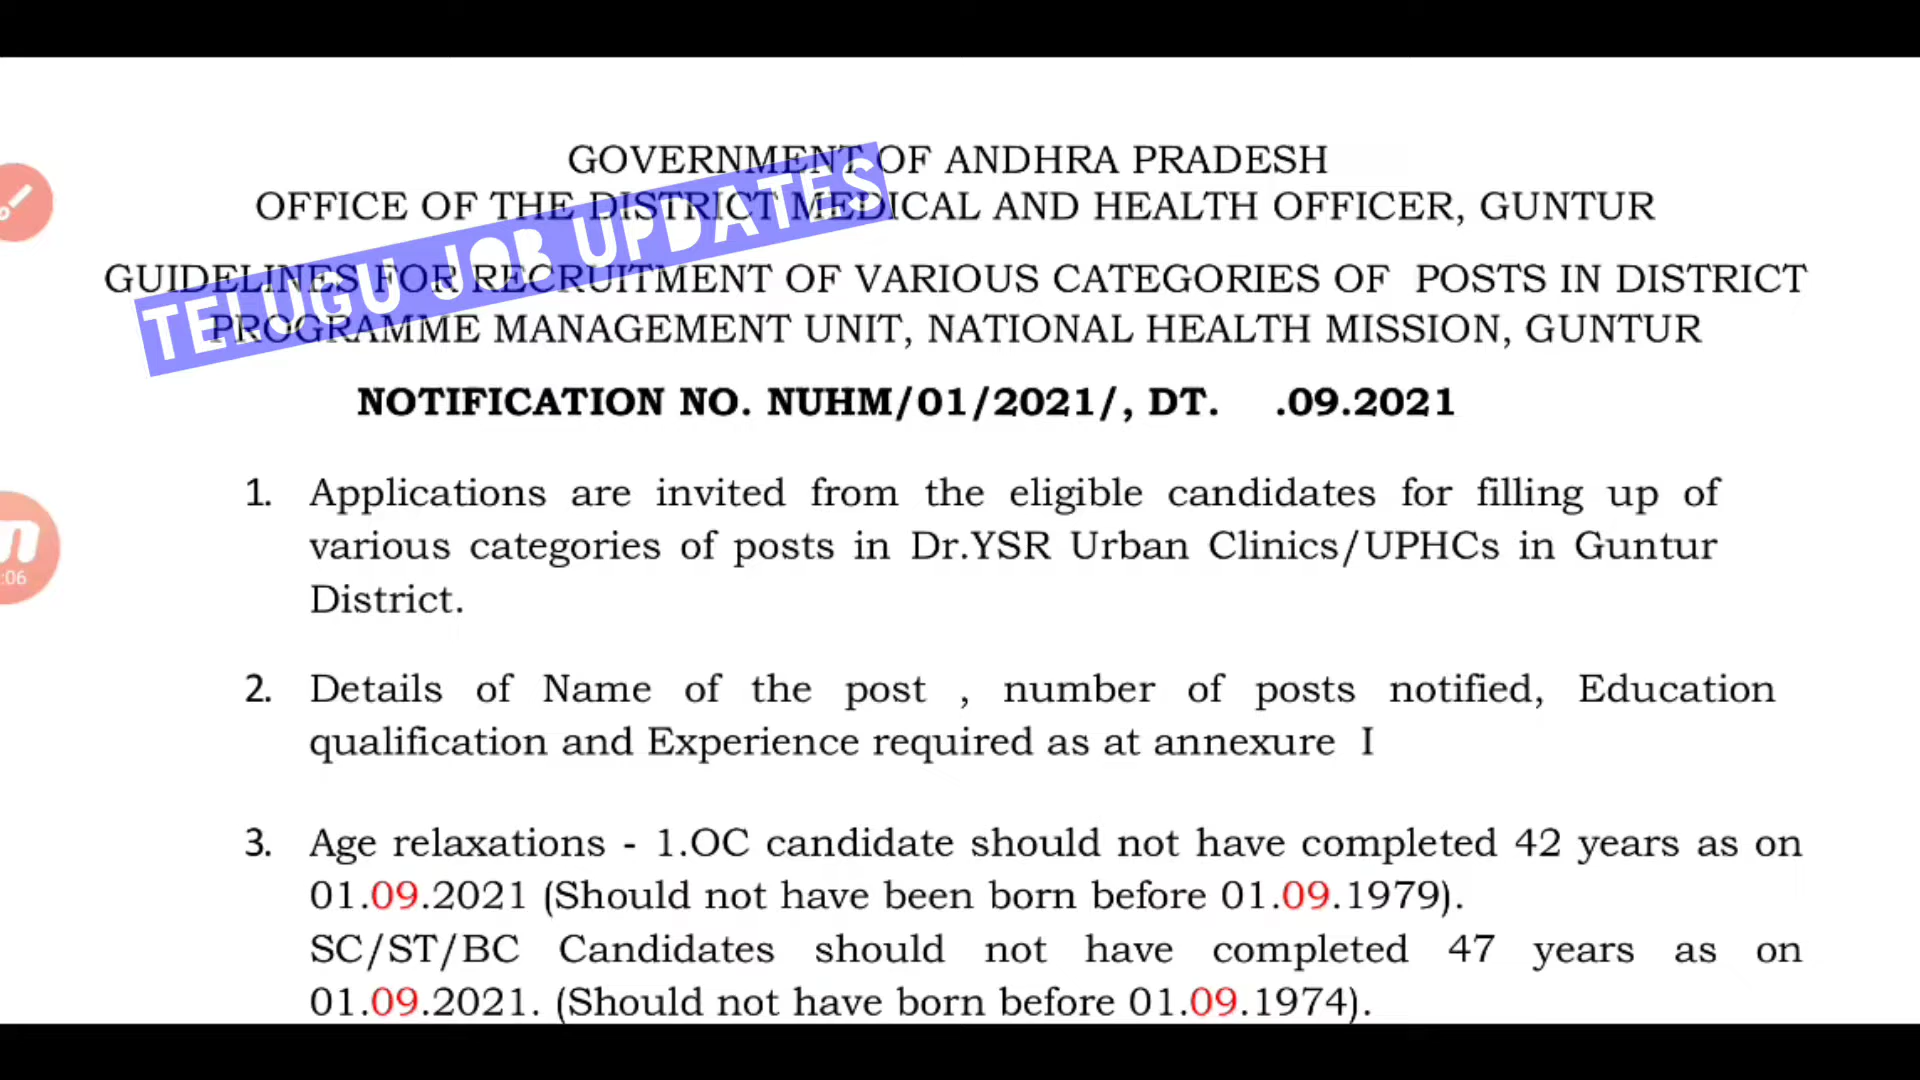 GOVERNMENT OF ANDHRA PRADESH
OFFICE OF THE DISTRICT MEDICAL AND HEALTH OFFICER, GUNTUR
GUIDELINES FOR RECRUITMENT OF VARIOUS CATEGORIES OF POSTS IN DISTRICT
PROGRAMME MANAGEMENT UNIT, NATIONAL HEALTH MISSION, GUNTUR
TELUGU JOB UPDATES
NOTIFICATION NO. NUHM/01/2021/, DT. .09.2021
1. Applications are invited from the eligible candidates for filling up of
various categories of posts in Dr.YSR Urban Clinics/UPHCs in Guntur
District.
:06
2. Details of Name of the post , number of posts notified, Education
qualification and Experience required as at annexure I
3. Age relaxations - 1.OC candidate should not have completed 42 years as on
01.09.2021 (Should not have been born before 01.09.1979).
SC/ST/BC Candidates should not have completed 47 years as on
01.09.2021. (Should not have born before 01.09.1974).